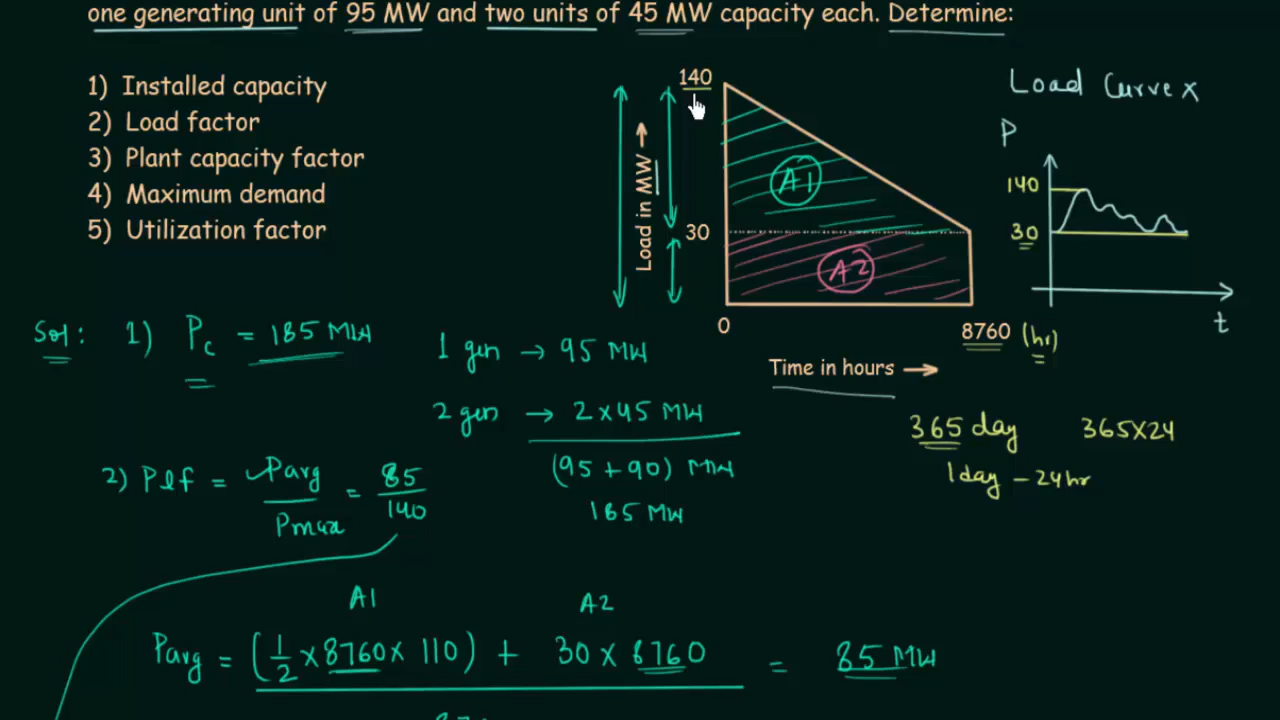 one generating unit of 95 MW and two units of 45 MW capacity each. Determine:
1) Installed capacity
2) Load factor
3) Plant capacity factor
4) Maximum demand
5) Utilization factor
140
Load in MW →
30
A1
A2
0
8760 (hr)
Time in hours →
Load Curve x
P
140
30
t
Sol: 1) Pc = 185 MW
1 gen → 95 MW
2 gen → 2 x 45 MW
(95 + 90) MW
185 MW
365 day 365X24
1day - 24hr
2) Plf = Pavg / Pmax = 85 / 140
A1 A2
Pavg = (1/2 x 8760 x 110) + 30 x 8760 = 85 MW